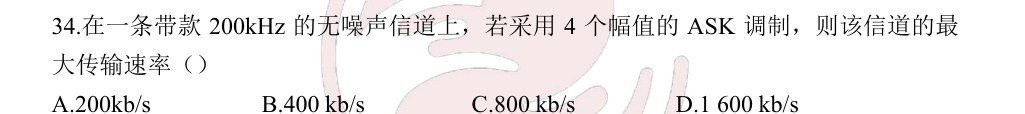 34.在一条带款 200kHz 的无噪声信道上，若采用 4 个幅值的 ASK 调制，则该信道的最
大传输速率（）
A.200kb/s B.400 kb/s C.800 kb/s D.1 600 kb/s